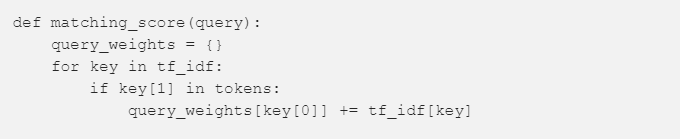 def matching_score(query):
    query_weights = {}
    for key in tf_idf:
        if key[1] in tokens:
            query_weights[key[0]] += tf_idf[key]